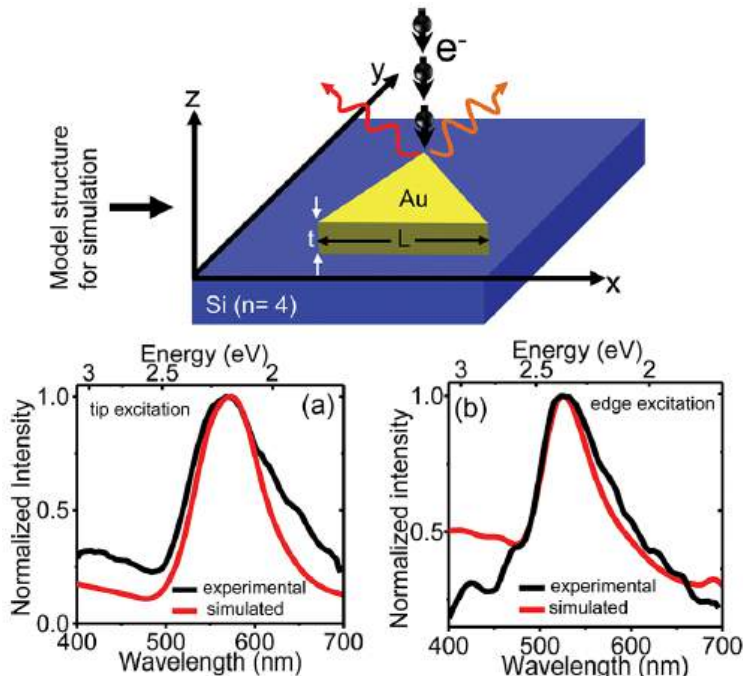 e⁻
y
z
Model structure
for simulation
Au
t
L
x
Si (n= 4)
Energy (eV)
3 2.5 2
1.0
tip excitation
(a)
Normalized Intensity
0.5
experimental
simulated
0.0
400 500 600 700
Wavelength (nm)
Energy (eV)
3 2.5 2
1.0
(b)
edge excitation
Normalized intensity
0.5
experimental
simulated
400 500 600 700
Wavelength (nm)